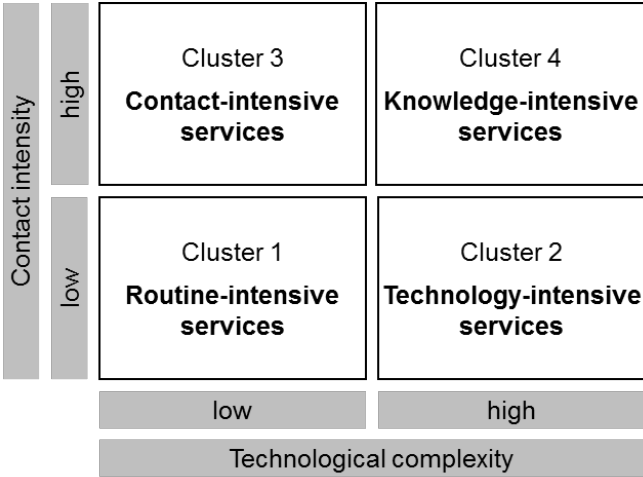 Contact intensity
high
Cluster 3
Contact-intensive
services
Cluster 4
Knowledge-intensive
services
low
Cluster 1
Routine-intensive
services
Cluster 2
Technology-intensive
services
low
high
Technological complexity